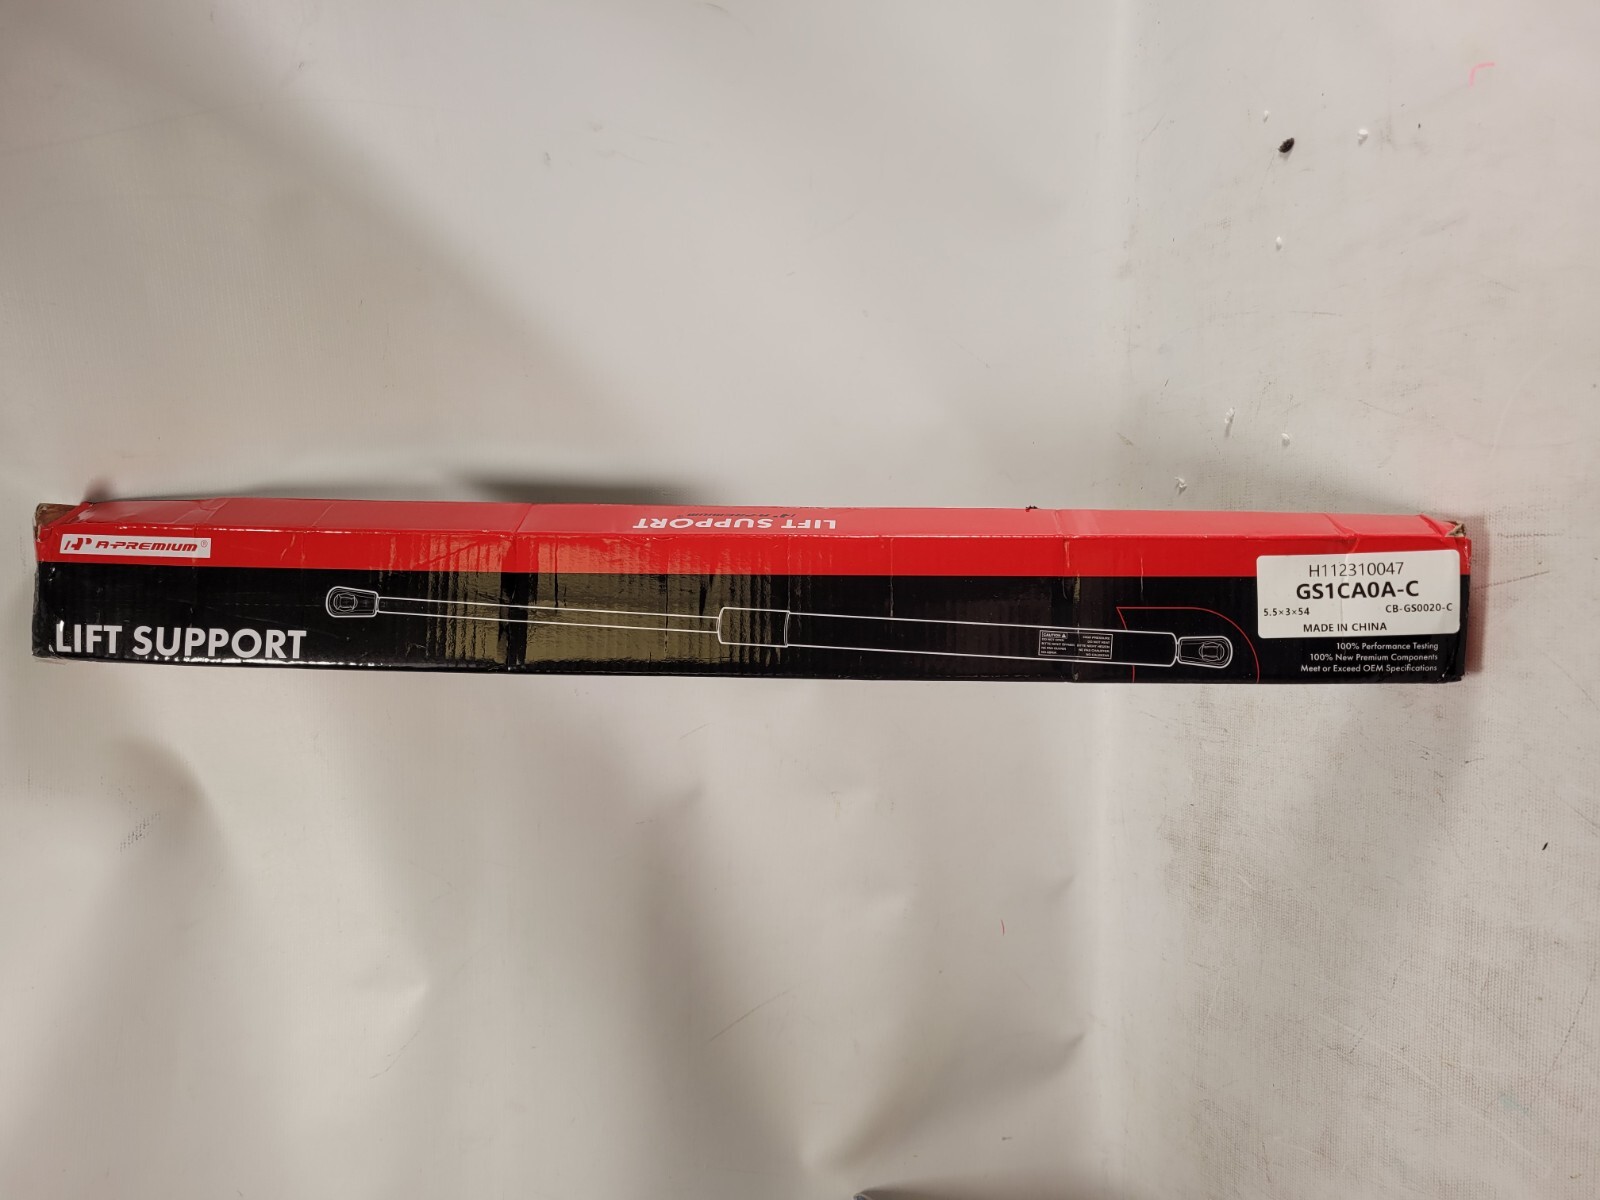 LIFT SUPPORT
A-PREMIUM
A-PREMIUM®
LIFT SUPPORT
CAUTION
H112310047
GS1CA0A-C
5.5×3×54 CB-GS0020-C
MADE IN CHINA
100% Performance Testing
100% New Premium Components
Meet or Exceed OEM Specifications